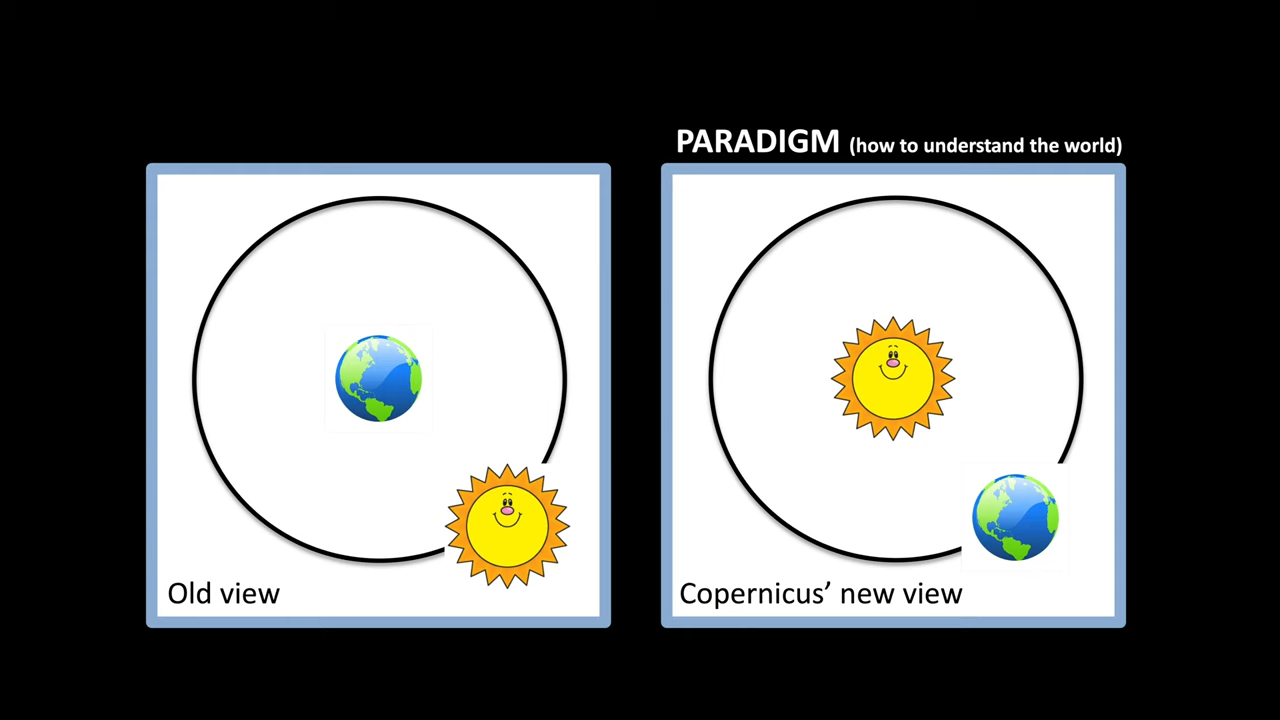 PARADIGM (how to understand the world)
Old view
Copernicus’ new view